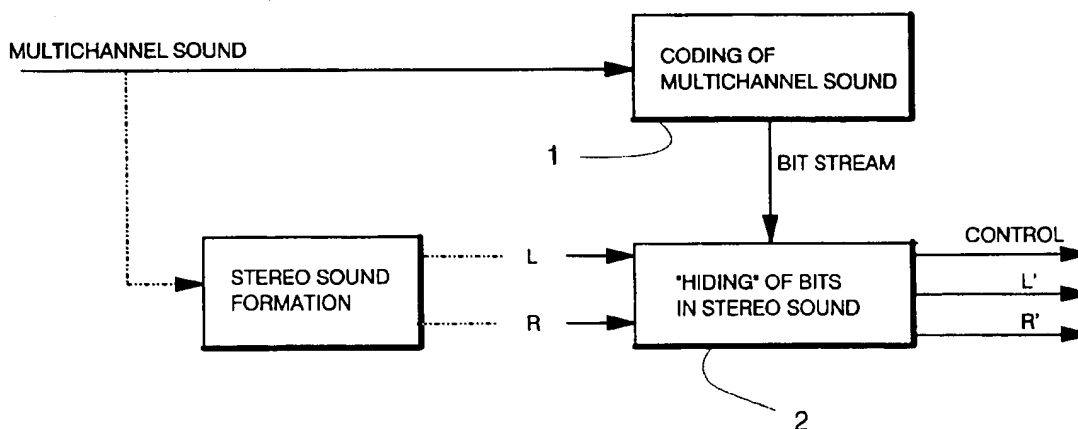 MULTICHANNEL SOUND
CODING OF
MULTICHANNEL SOUND
1
BIT STREAM
STEREO SOUND
FORMATION
L
R
"HIDING" OF BITS
IN STEREO SOUND
CONTROL
L'
R'
2